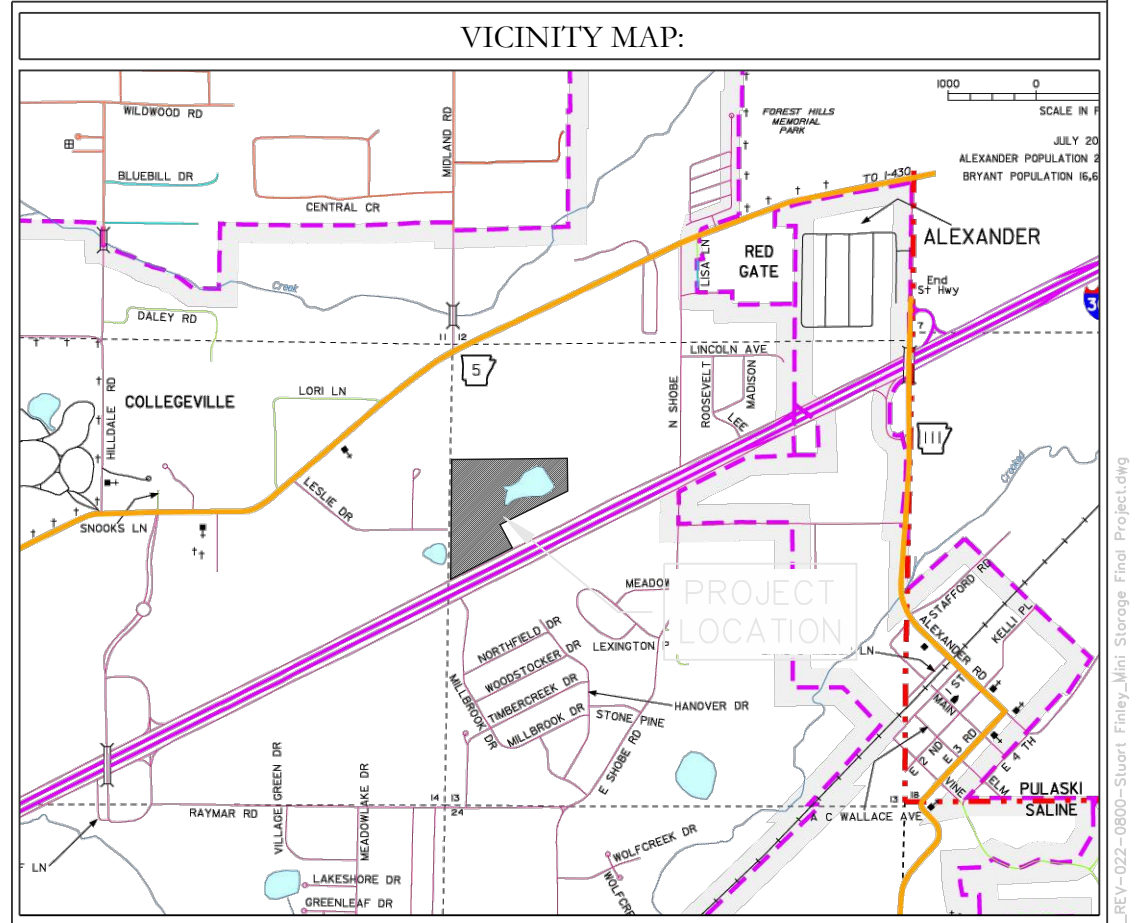 VICINITY MAP:
WILDWOOD RD
BLUEBILL DR
CENTRAL CR
MIDLAND RD
FOREST HILLS
MEMORIAL
PARK
1000 0
SCALE IN F
JULY 20
ALEXANDER POPULATION 2
BRYANT POPULATION 16,6
TO I-430
ALEXANDER
RED
GATE
LISA LN
End
St Hwy
7
Creek
DALEY RD
11 12
5
LINCOLN AVE
N SHOBE
ROOSEVELT
MADISON
LEE
LORI LN
COLLEGEVILLE
HILLDALE RD
111
Crooked
LESLIE DR
SNOOKS LN
MEADOW
PROJECT
LOCATION
LEXINGTON
LN
STAFFORD RD
KELLI PL
ALEXANDER RD
NORTHFIELD DR
WOODSTOCKER DR
TIMBERCREEK DR
MILLBROOK DR
MILLBROOK DR
HANOVER DR
STONE PINE
E SHOBE RD
1 ST
MAIN
E 2 ND
E 3 RD
E 4 TH
VINE
ELM
PULASKI
SALINE
14 13
24
13 18
A C WALLACE AVE
RAYMAR RD
VILLAGE GREEN DR
MEADOWLAKE DR
F LN
LAKESHORE DR
GREENLEAF DR
WOLFCREEK DR
WOLFCR
_REV-022-0800-Stuart Finley_Mini Storage Final Project.dwg